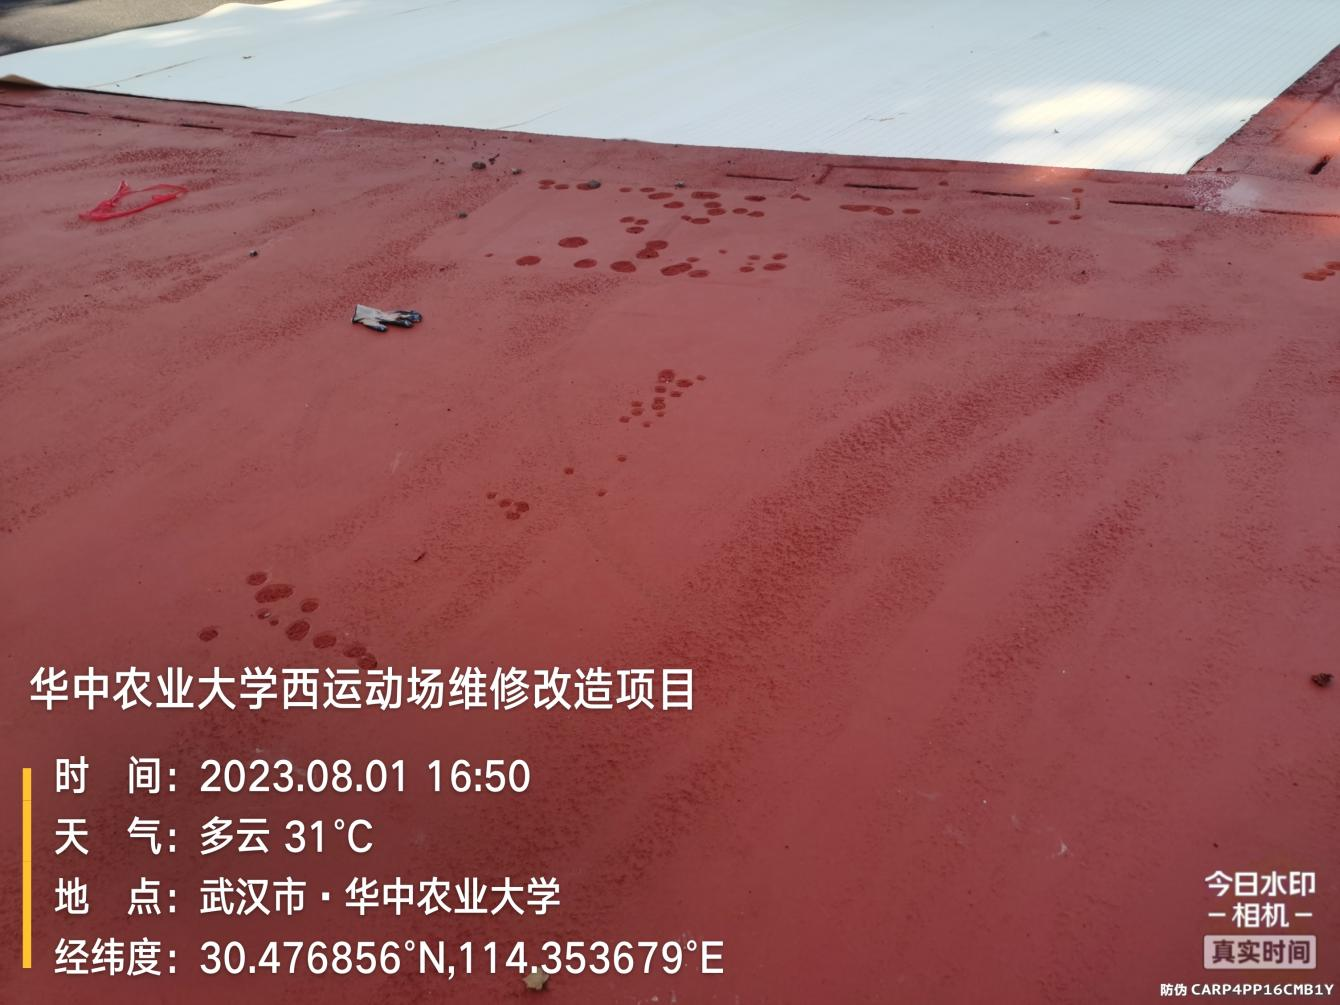 华中农业大学西运动场维修改造项目
时 间：2023.08.01 16:50
天 气：多云 31℃
地 点：武汉市·华中农业大学
经纬度：30.476856°N,114.353679°E
今日水印
-相机-
真实时间
防伪 CARP4PP16CMB1Y